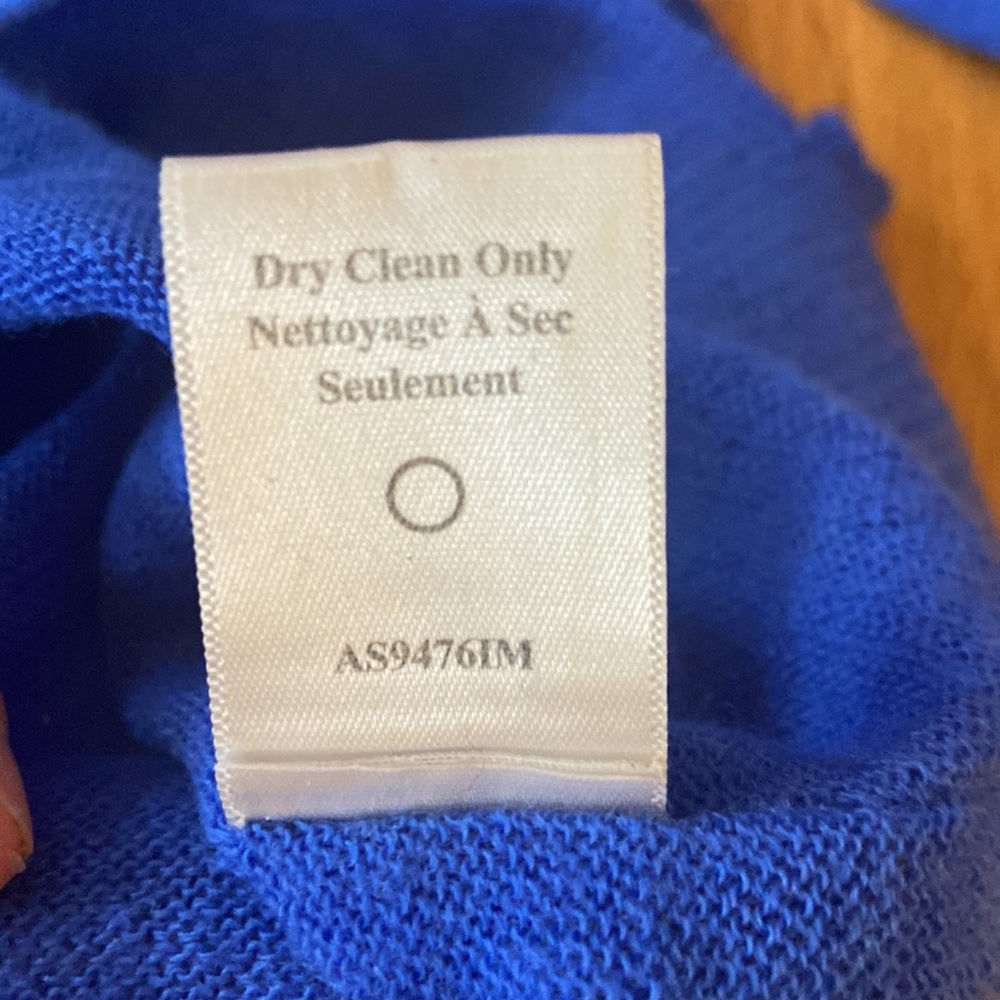 Dry Clean Only
Nettoyage À Sec
Seulement
AS9476IM